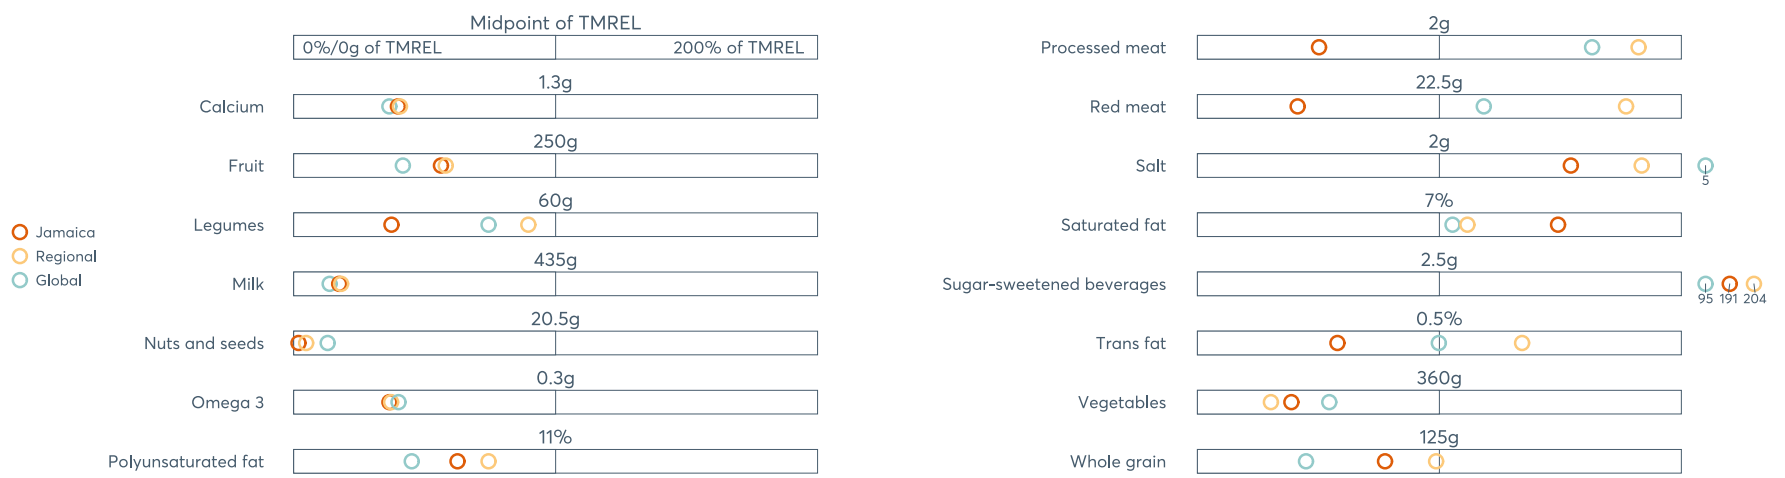 Midpoint of TMREL
0%/0g of TMREL 200% of TMREL
1.3g
Calcium
250g
Fruit
60g
Legumes
435g
Milk
20.5g
Nuts and seeds
0.3g
Omega 3
11%
Polyunsaturated fat
Jamaica
Regional
Global
2g
Processed meat
22.5g
Red meat
2g
Salt
5
7%
Saturated fat
2.5g
Sugar-sweetened beverages
95 191 204
0.5%
Trans fat
360g
Vegetables
125g
Whole grain